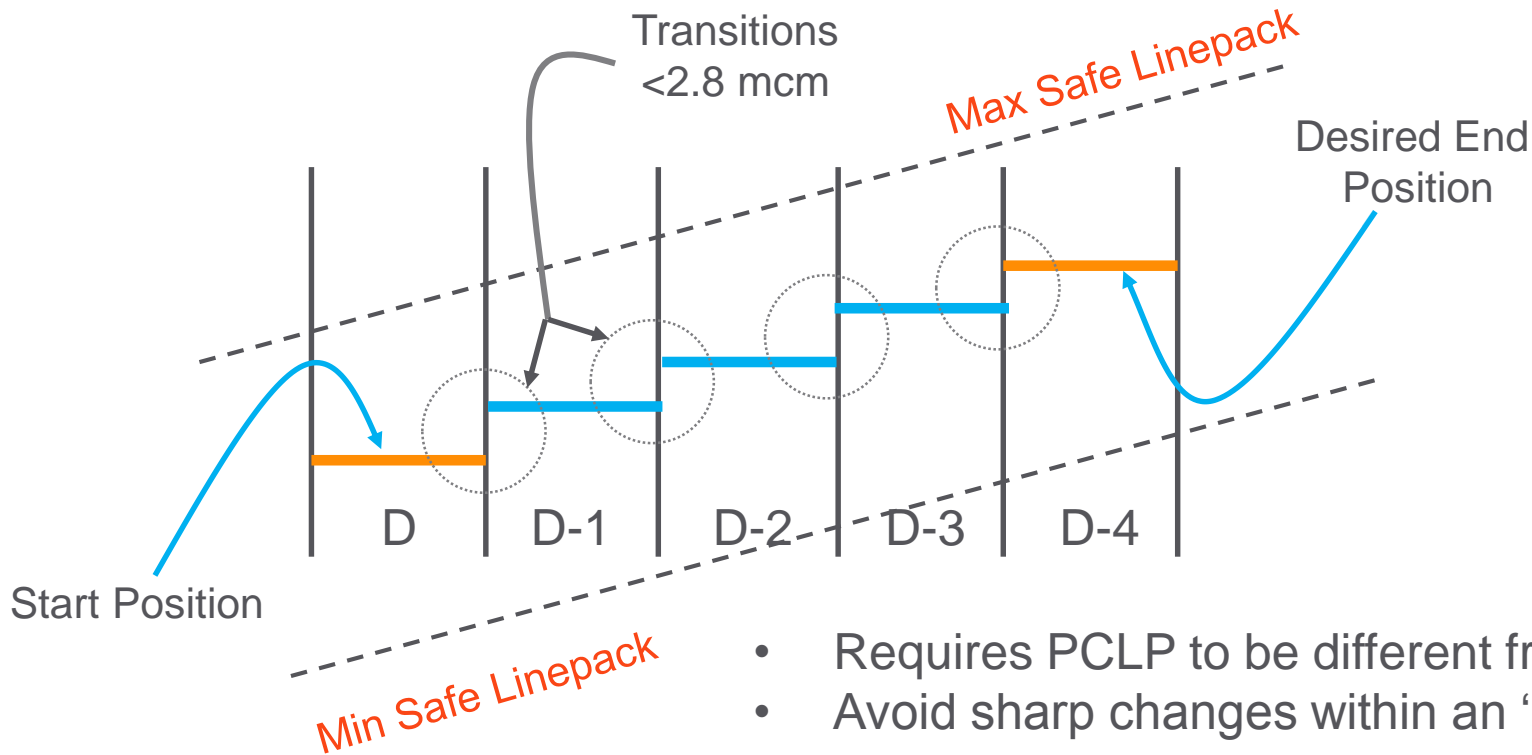 Transitions
<2.8 mcm
Max Safe Linepack
Desired End
Position
D
D-1
D-2
D-3
D-4
Start Position
Min Safe Linepack
• Requires PCLP to be different fr
• Avoid sharp changes within an ‘